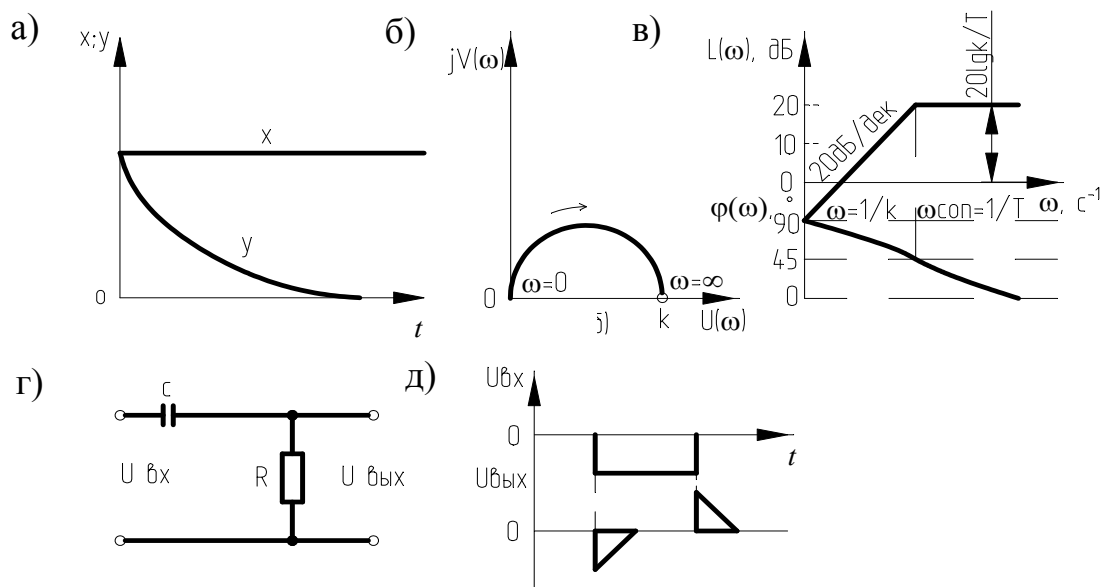 а)
x;y
x
y
0
t
б)
jV(ω)
ω=0
ω=∞
0
k
U(ω)
в)
L(ω), дБ
20lgk/T
20
10
0
20дБ/дек
φ(ω), °
ω=1/k
ωсоп=1/T
ω, с⁻¹
90
45
0
г)
C
U вх
R
U вых
д)
Uвх
0
t
Uвых
0